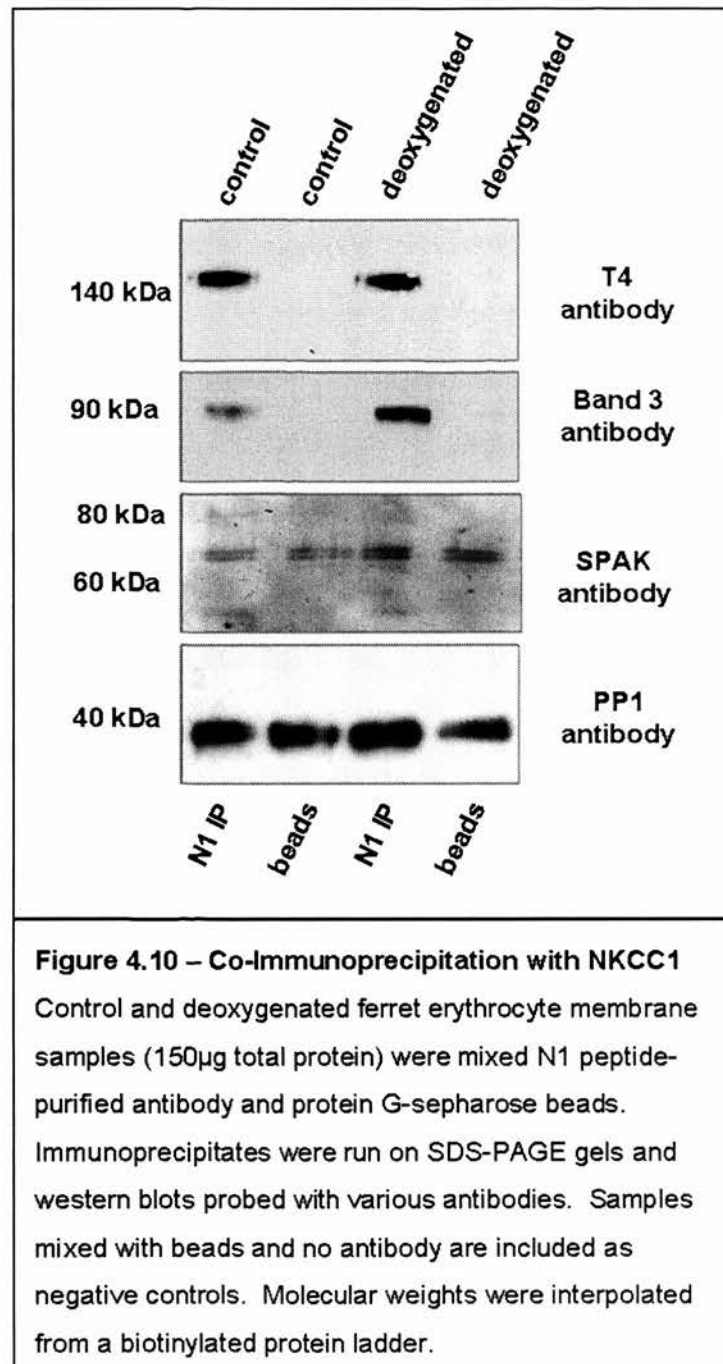 control
control
deoxygenated
deoxygenated
140 kDa
T4
antibody
90 kDa
Band 3
antibody
80 kDa
60 kDa
SPAK
antibody
40 kDa
PP1
antibody
N1 IP
beads
N1 IP
beads
Figure 4.10 – Co-Immunoprecipitation with NKCC1
Control and deoxygenated ferret erythrocyte membrane
samples (150µg total protein) were mixed N1 peptide-
purified antibody and protein G-sepharose beads.
Immunoprecipitates were run on SDS-PAGE gels and
western blots probed with various antibodies. Samples
mixed with beads and no antibody are included as
negative controls. Molecular weights were interpolated
from a biotinylated protein ladder.